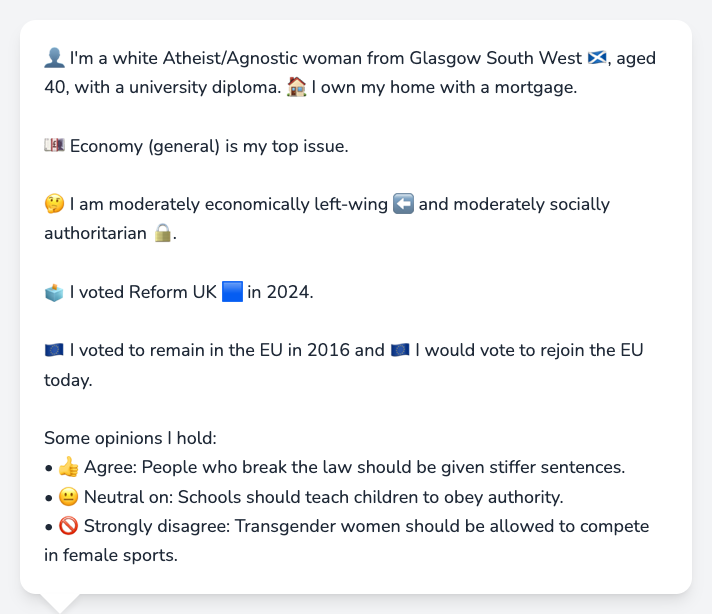 👤 I'm a white Atheist/Agnostic woman from Glasgow South West 🏴󠁧󠁢󠁳󠁣󠁴󠁿, aged
40, with a university diploma. 🏠 I own my home with a mortgage.
💷 Economy (general) is my top issue.
🤔 I am moderately economically left-wing ⬅️ and moderately socially
authoritarian 🔒.
🗳️ I voted Reform UK 🟦 in 2024.
🇪🇺 I voted to remain in the EU in 2016 and 🇪🇺 I would vote to rejoin the EU
today.
Some opinions I hold:
• 👍 Agree: People who break the law should be given stiffer sentences.
• 😐 Neutral on: Schools should teach children to obey authority.
• 🚫 Strongly disagree: Transgender women should be allowed to compete
in female sports.